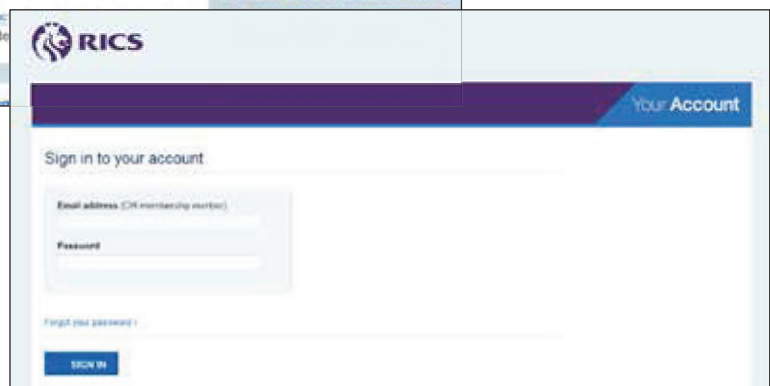 RICS
Your Account
Sign in to your account
Email address (OR membership number)
Password
Forgot your password ›
SIGN IN